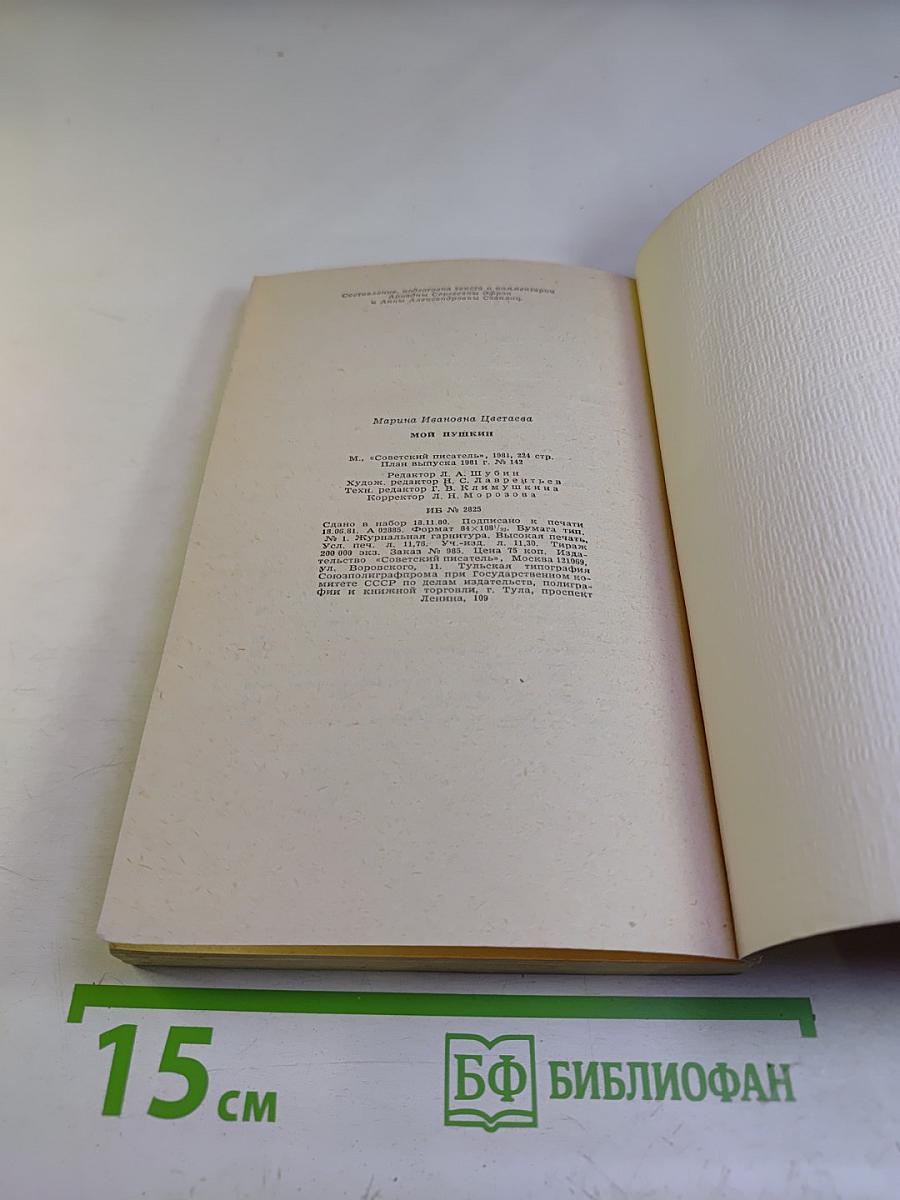 Составление, подготовка текста и комментарии
Ариадны Сергеевны Эфрон
и Анны Александровны Саакянц
Марина Ивановна Цветаева
МОЙ ПУШКИН
М., «Советский писатель», 1981, 224 стр.
План выпуска 1981 г. № 142
Редактор Л. А. Шубин
Худож. редактор Н. С. Лаврентьев
Техн. редактор Г. В. Климушкина
Корректор Л. Н. Морозова
ИБ № 2825
Сдано в набор 18.11.80. Подписано к печати
18.06.81. А 02885. Формат 84×108¹/₃₂. Бумага тип.
№ 1. Журнальная гарнитура. Высокая печать.
Усл. печ. л. 11,76. Уч.-изд. л. 11,30. Тираж
200 000 экз. Заказ № 985. Цена 75 коп. Изда-
тельство «Советский писатель», Москва 121069,
ул. Воровского, 11. Тульская типография
Союзполиграфпрома при Государственном ко-
митете СССР по делам издательств, полигра-
фии и книжной торговли, г. Тула, проспект
Ленина, 109
15 см
БФ БИБЛИОФАН